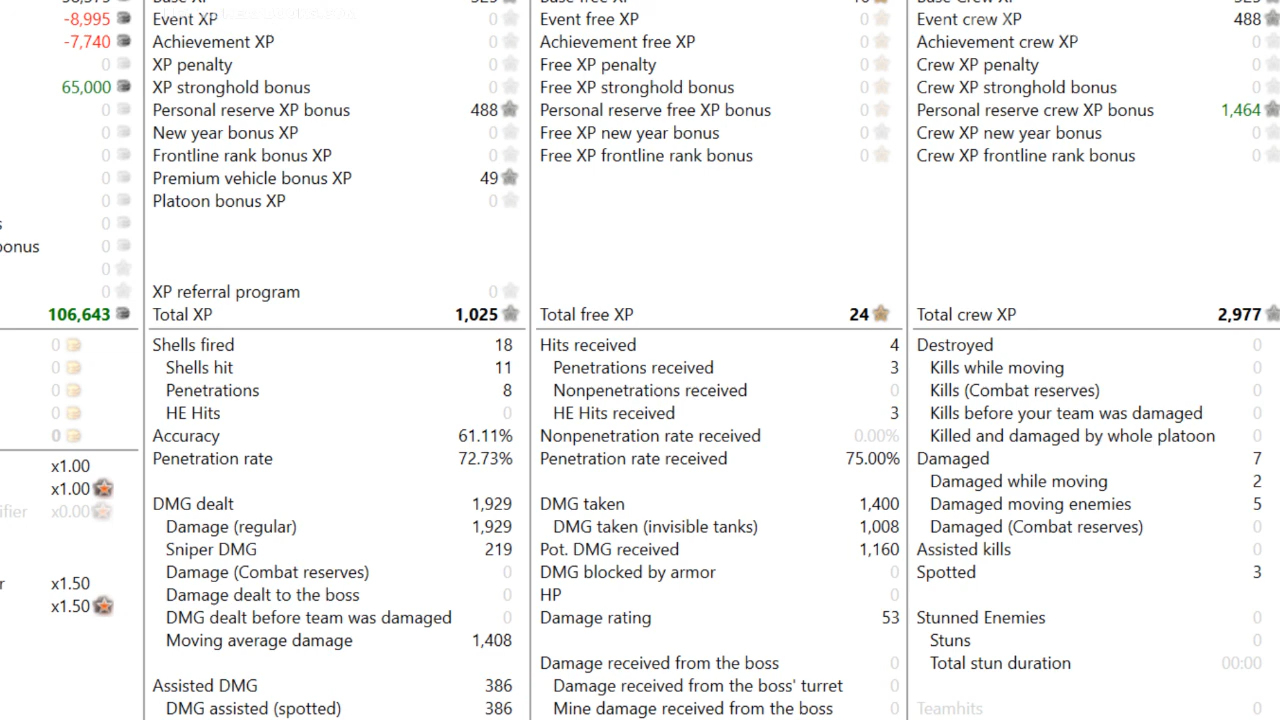 -8,995
-7,740
0
65,000
0
0
0
0
0
0
bonus 0
0
0
106,643
0
0
0
0
0
x1.00
x1.00
ifier x0.00
r x1.50
x1.50
Event XP 0
Achievement XP 0
XP penalty 0
XP stronghold bonus 0
Personal reserve XP bonus 488
New year bonus XP 0
Frontline rank bonus XP 0
Premium vehicle bonus XP 49
Platoon bonus XP 0
XP referral program 0
Total XP 1,025
Shells fired 18
Shells hit 11
Penetrations 8
HE Hits 0
Accuracy 61.11%
Penetration rate 72.73%
DMG dealt 1,929
Damage (regular) 1,929
Sniper DMG 219
Damage (Combat reserves) 0
Damage dealt to the boss 0
DMG dealt before team was damaged 0
Moving average damage 1,408
Assisted DMG 386
DMG assisted (spotted) 386
Event free XP 0
Achievement free XP 0
Free XP penalty 0
Free XP stronghold bonus 0
Personal reserve free XP bonus 0
Free XP new year bonus 0
Free XP frontline rank bonus 0
Total free XP 24
Hits received 4
Penetrations received 3
Nonpenetrations received 0
HE Hits received 3
Nonpenetration rate received 0.00%
Penetration rate received 75.00%
DMG taken 1,400
DMG taken (invisible tanks) 1,008
Pot. DMG received 1,160
DMG blocked by armor 0
HP 0
Damage rating 53
Damage received from the boss 0
Damage received from the boss' turret 0
Mine damage received from the boss 0
Event crew XP 488
Achievement crew XP 0
Crew XP penalty 0
Crew XP stronghold bonus 0
Personal reserve crew XP bonus 1,464
Crew XP new year bonus 0
Crew XP frontline rank bonus 0
Total crew XP 2,977
Destroyed 0
Kills while moving 0
Kills (Combat reserves) 0
Kills before your team was damaged 0
Killed and damaged by whole platoon 0
Damaged 7
Damaged while moving 2
Damaged moving enemies 5
Damaged (Combat reserves) 0
Assisted kills 0
Spotted 3
Stunned Enemies 0
Stuns 0
Total stun duration 00:00
Teamhits 0